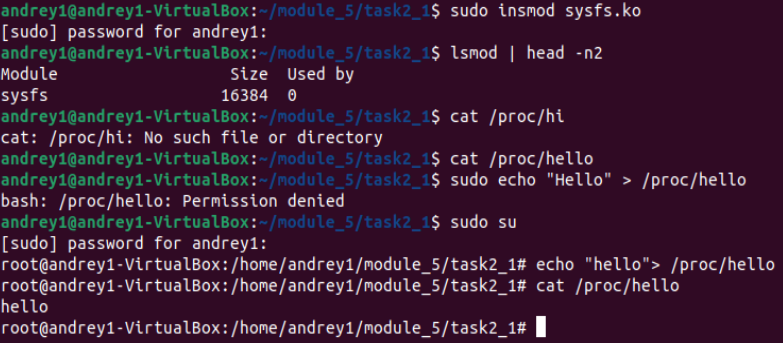 andrey1@andrey1-VirtualBox:~/module_5/task2_1$ sudo insmod sysfs.ko
[sudo] password for andrey1:
andrey1@andrey1-VirtualBox:~/module_5/task2_1$ lsmod | head -n2
Module                  Size  Used by
sysfs                  16384  0
andrey1@andrey1-VirtualBox:~/module_5/task2_1$ cat /proc/hi
cat: /proc/hi: No such file or directory
andrey1@andrey1-VirtualBox:~/module_5/task2_1$ cat /proc/hello
andrey1@andrey1-VirtualBox:~/module_5/task2_1$ sudo echo "Hello" > /proc/hello
bash: /proc/hello: Permission denied
andrey1@andrey1-VirtualBox:~/module_5/task2_1$ sudo su
[sudo] password for andrey1:
root@andrey1-VirtualBox:/home/andrey1/module_5/task2_1# echo "hello"> /proc/hello
root@andrey1-VirtualBox:/home/andrey1/module_5/task2_1# cat /proc/hello
hello
root@andrey1-VirtualBox:/home/andrey1/module_5/task2_1#